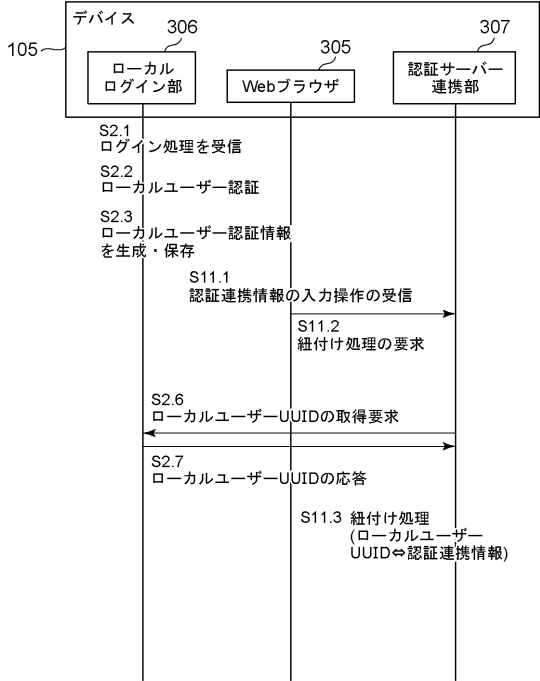 デバイス
105
306
ローカル
ログイン部
305
Webブラウザ
307
認証サーバー
連携部
S2.1
ログイン処理を受信
S2.2
ローカルユーザー認証
S2.3
ローカルユーザー認証情報
を生成・保存
S11.1
認証連携情報の入力操作の受信
S11.2
紐付け処理の要求
S2.6
ローカルユーザーUUIDの取得要求
S2.7
ローカルユーザーUUIDの応答
S11.3 紐付け処理
(ローカルユーザー
UUID⇔認証連携情報)